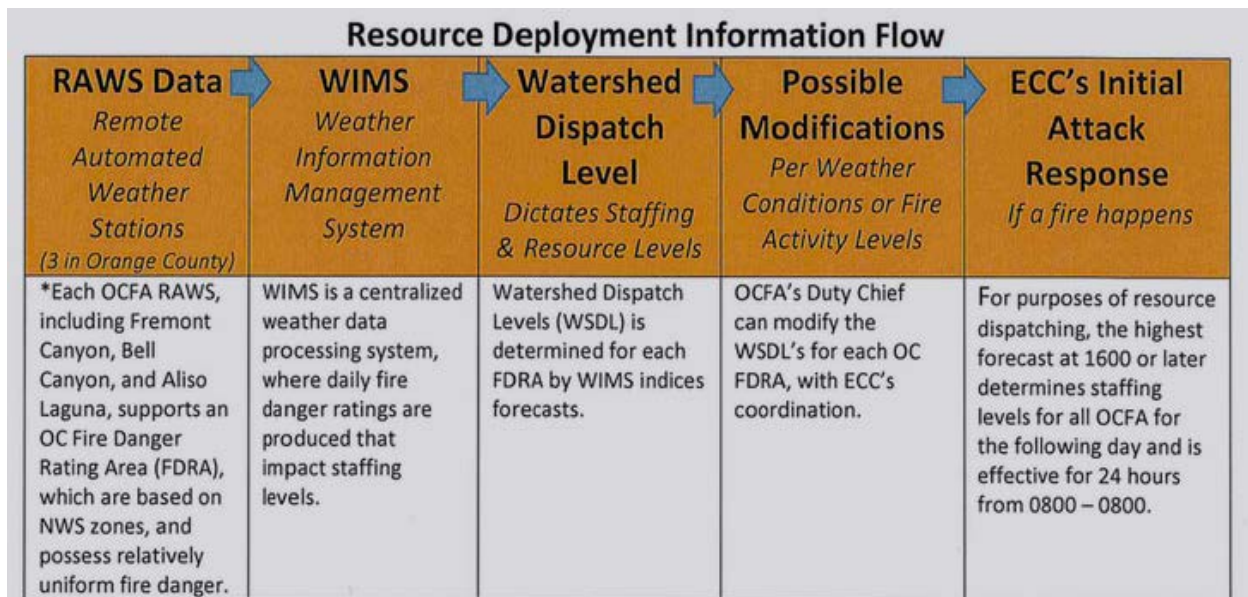 Resource Deployment Information Flow
RAWS Data
Remote
Automated
Weather
Stations
(3 in Orange County)
WIMS
Weather
Information
Management
System
Watershed
Dispatch
Level
Dictates Staffing
& Resource Levels
Possible
Modifications
Per Weather
Conditions or Fire
Activity Levels
ECC's Initial
Attack
Response
If a fire happens
*Each OCFA RAWS,
including Fremont
Canyon, Bell
Canyon, and Aliso
Laguna, supports an
OC Fire Danger
Rating Area (FDRA),
which are based on
NWS zones, and
possess relatively
uniform fire danger.
WIMS is a centralized
weather data
processing system,
where daily fire
danger ratings are
produced that
impact staffing
levels.
Watershed Dispatch
Levels (WSDL) is
determined for each
FDRA by WIMS indices
forecasts.
OCFA's Duty Chief
can modify the
WSDL's for each OC
FDRA, with ECC's
coordination.
For purposes of resource
dispatching, the highest
forecast at 1600 or later
determines staffing
levels for all OCFA for
the following day and is
effective for 24 hours
from 0800 – 0800.